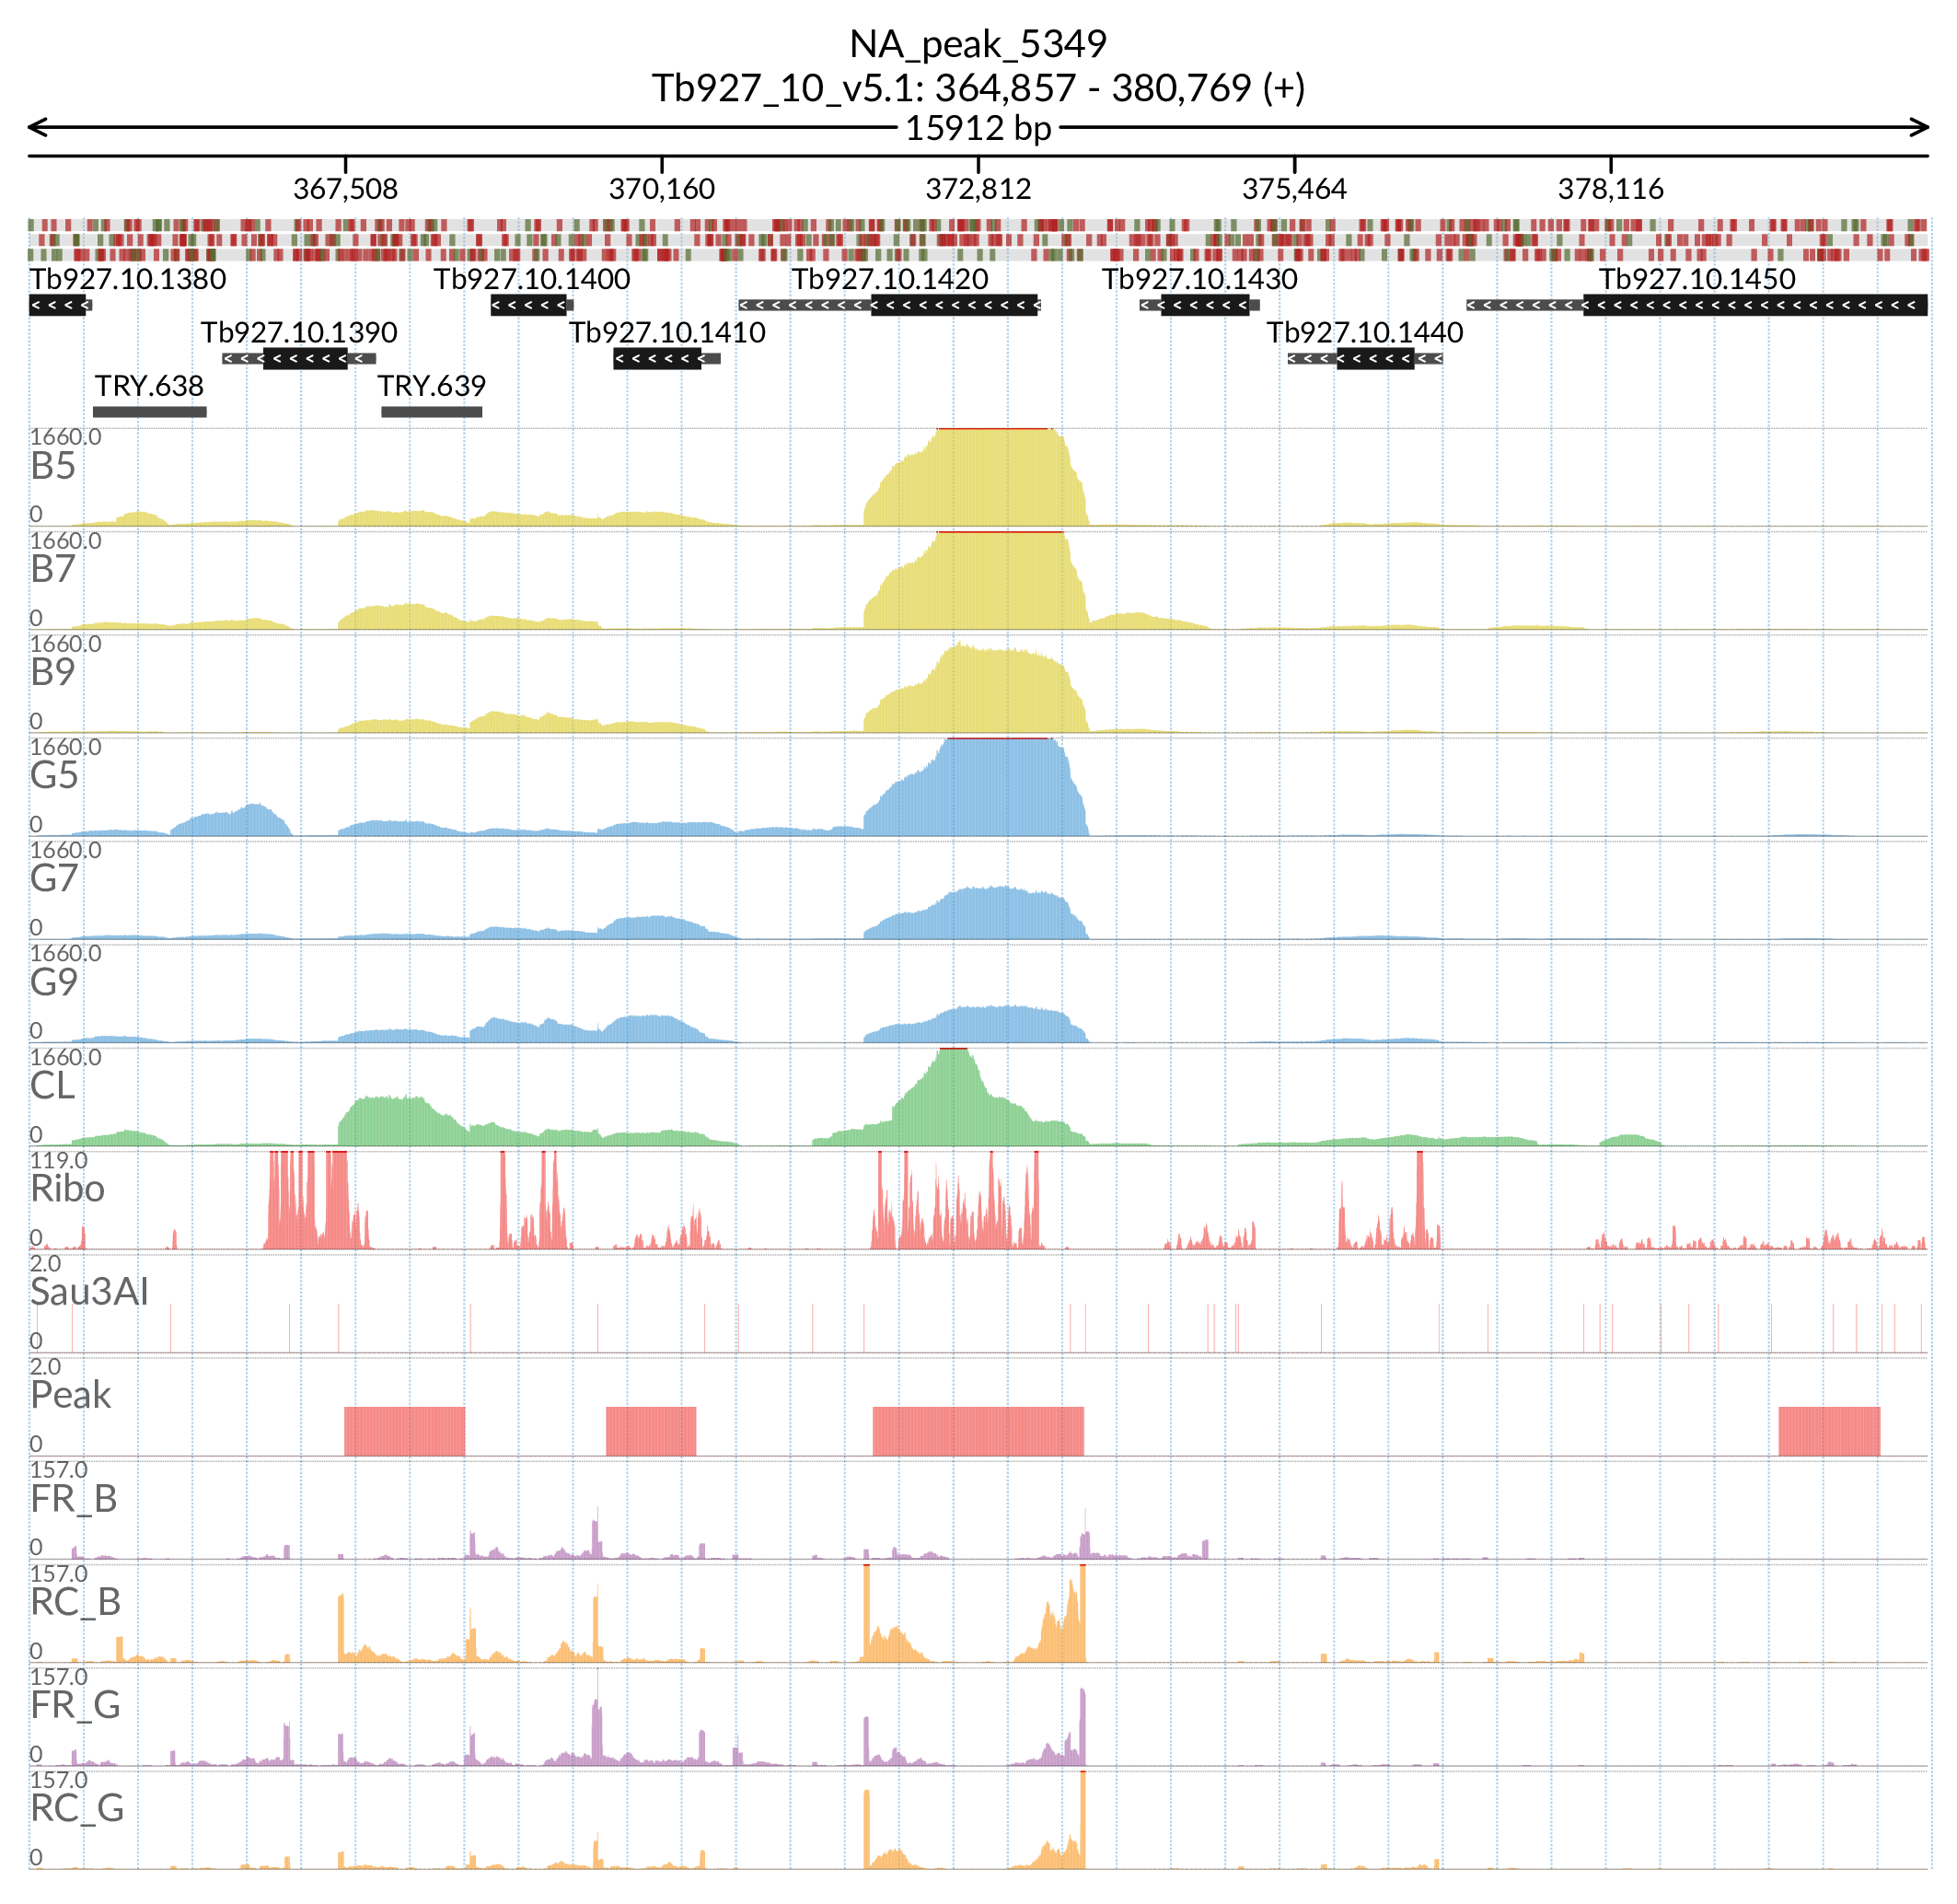 NA_peak_5349
Tb927_10_v5.1: 364,857 - 380,769 (+)
15912 bp
367,508 370,160 372,812 375,464 378,116
Tb927.10.1380 Tb927.10.1400 Tb927.10.1420 Tb927.10.1430 Tb927.10.1450
Tb927.10.1390 Tb927.10.1410 Tb927.10.1440
TRY.638 TRY.639
1660.0
B5
0
1660.0
B7
0
1660.0
B9
0
1660.0
G5
0
1660.0
G7
0
1660.0
G9
0
1660.0
CL
0
119.0
Ribo
0
2.0
Sau3AI
0
2.0
Peak
0
157.0
FR_B
0
157.0
RC_B
0
157.0
FR_G
0
157.0
RC_G
0